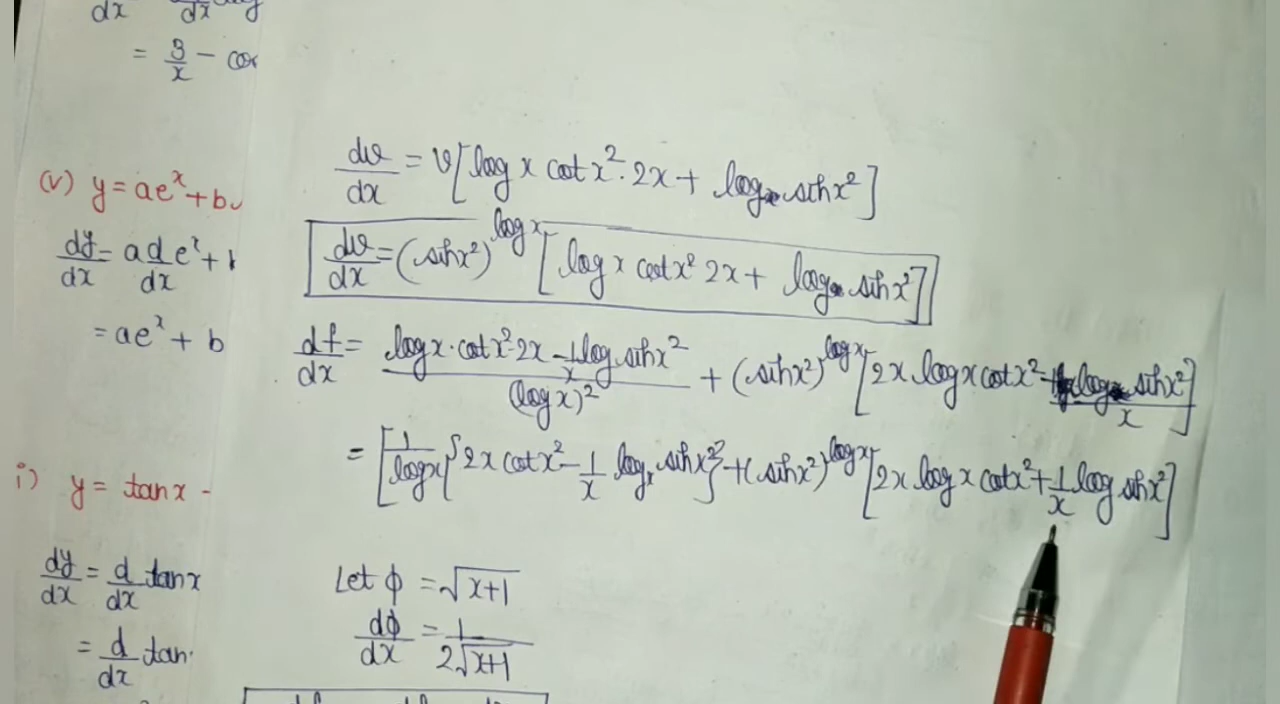 dx dx
= 3/x - cos
(v) y = ae^x + b
dy/dx = a d/dx e^x +
= ae^x + b
i) y = tan x -
dy/dx = d/dx tan x
= d/dx tan
dv/dx = v[log x cot x² · 2x + log sin x²]
dv/dx = (sin x²)^(log x) [log x cot x² 2x + log sin x²]
df/dx = (log x · cot x² · 2x - 1/x log sin x²)/(log x)² + (sin x²)^(log x) [2x log x cot x² + log sin x²/x]
= [1/log x {2x cot x² - 1/x log_x sin x²} + (sin x²)^(log x) [2x log x cot x² + 1/x log sin x²]
Let ϕ = √(x+1)
dϕ/dx = 1/(2√(x+1))